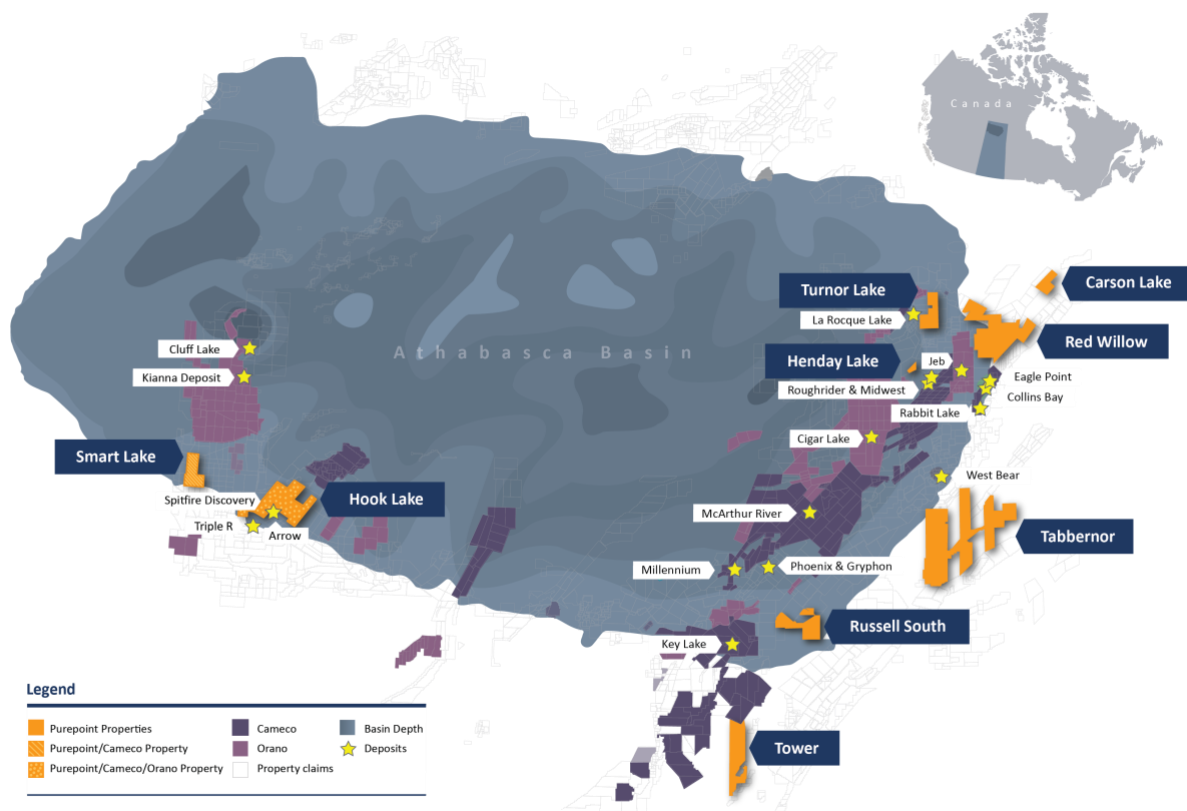 Canada
Carson Lake
Turnor Lake
La Rocque Lake
Red Willow
Cluff Lake
Athabasca Basin
Henday Lake
Jeb
Kianna Deposit
Eagle Point
Roughrider & Midwest
Collins Bay
Rabbit Lake
Cigar Lake
Smart Lake
West Bear
Spitfire Discovery
Hook Lake
McArthur River
Triple R
Arrow
Tabbernor
Millennium
Phoenix & Gryphon
Russell South
Key Lake
Tower
Legend
Purepoint Properties
Purepoint/Cameco Property
Purepoint/Cameco/Orano Property
Cameco
Orano
Property claims
Basin Depth
Deposits